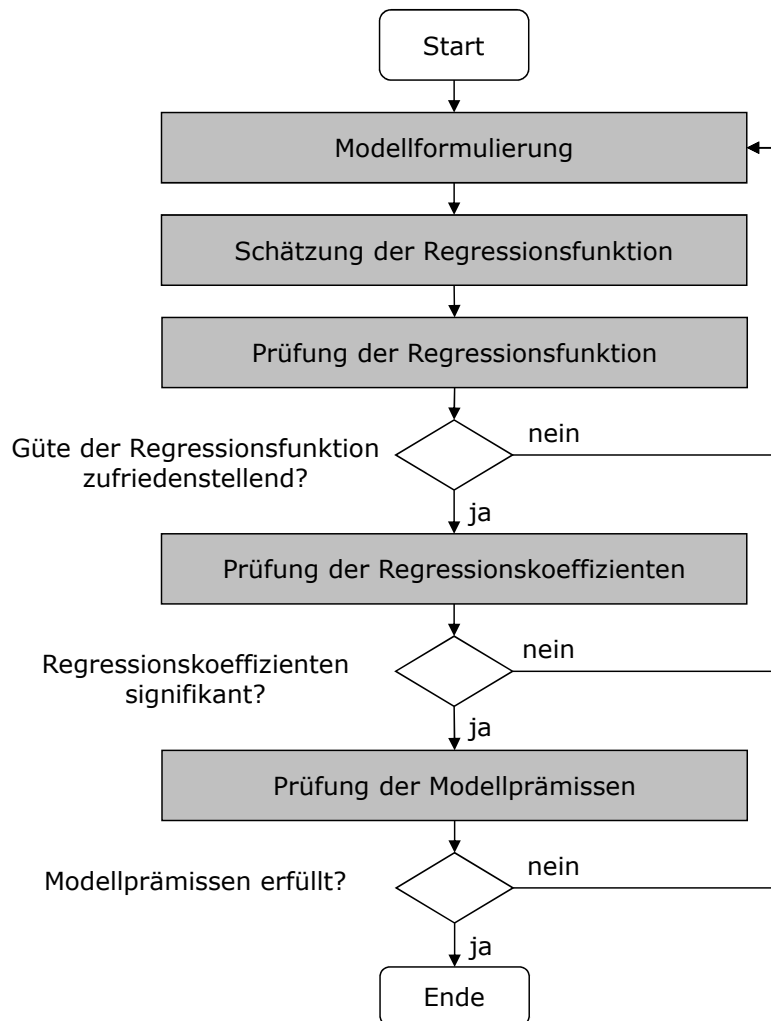 Start
Modellformulierung
Schätzung der Regressionsfunktion
Prüfung der Regressionsfunktion
Güte der Regressionsfunktion
zufriedenstellend?
nein
ja
Prüfung der Regressionskoeffizienten
Regressionskoeffizienten
signifikant?
nein
ja
Prüfung der Modellprämissen
Modellprämissen erfüllt?
nein
ja
Ende